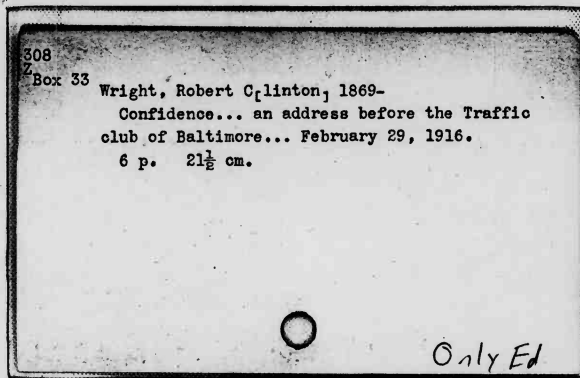 308
Z
Box 33
Wright, Robert C[linton] 1869-
Confidence... an address before the Traffic
club of Baltimore... February 29, 1916.
6 p. 21½ cm.
Only Ed